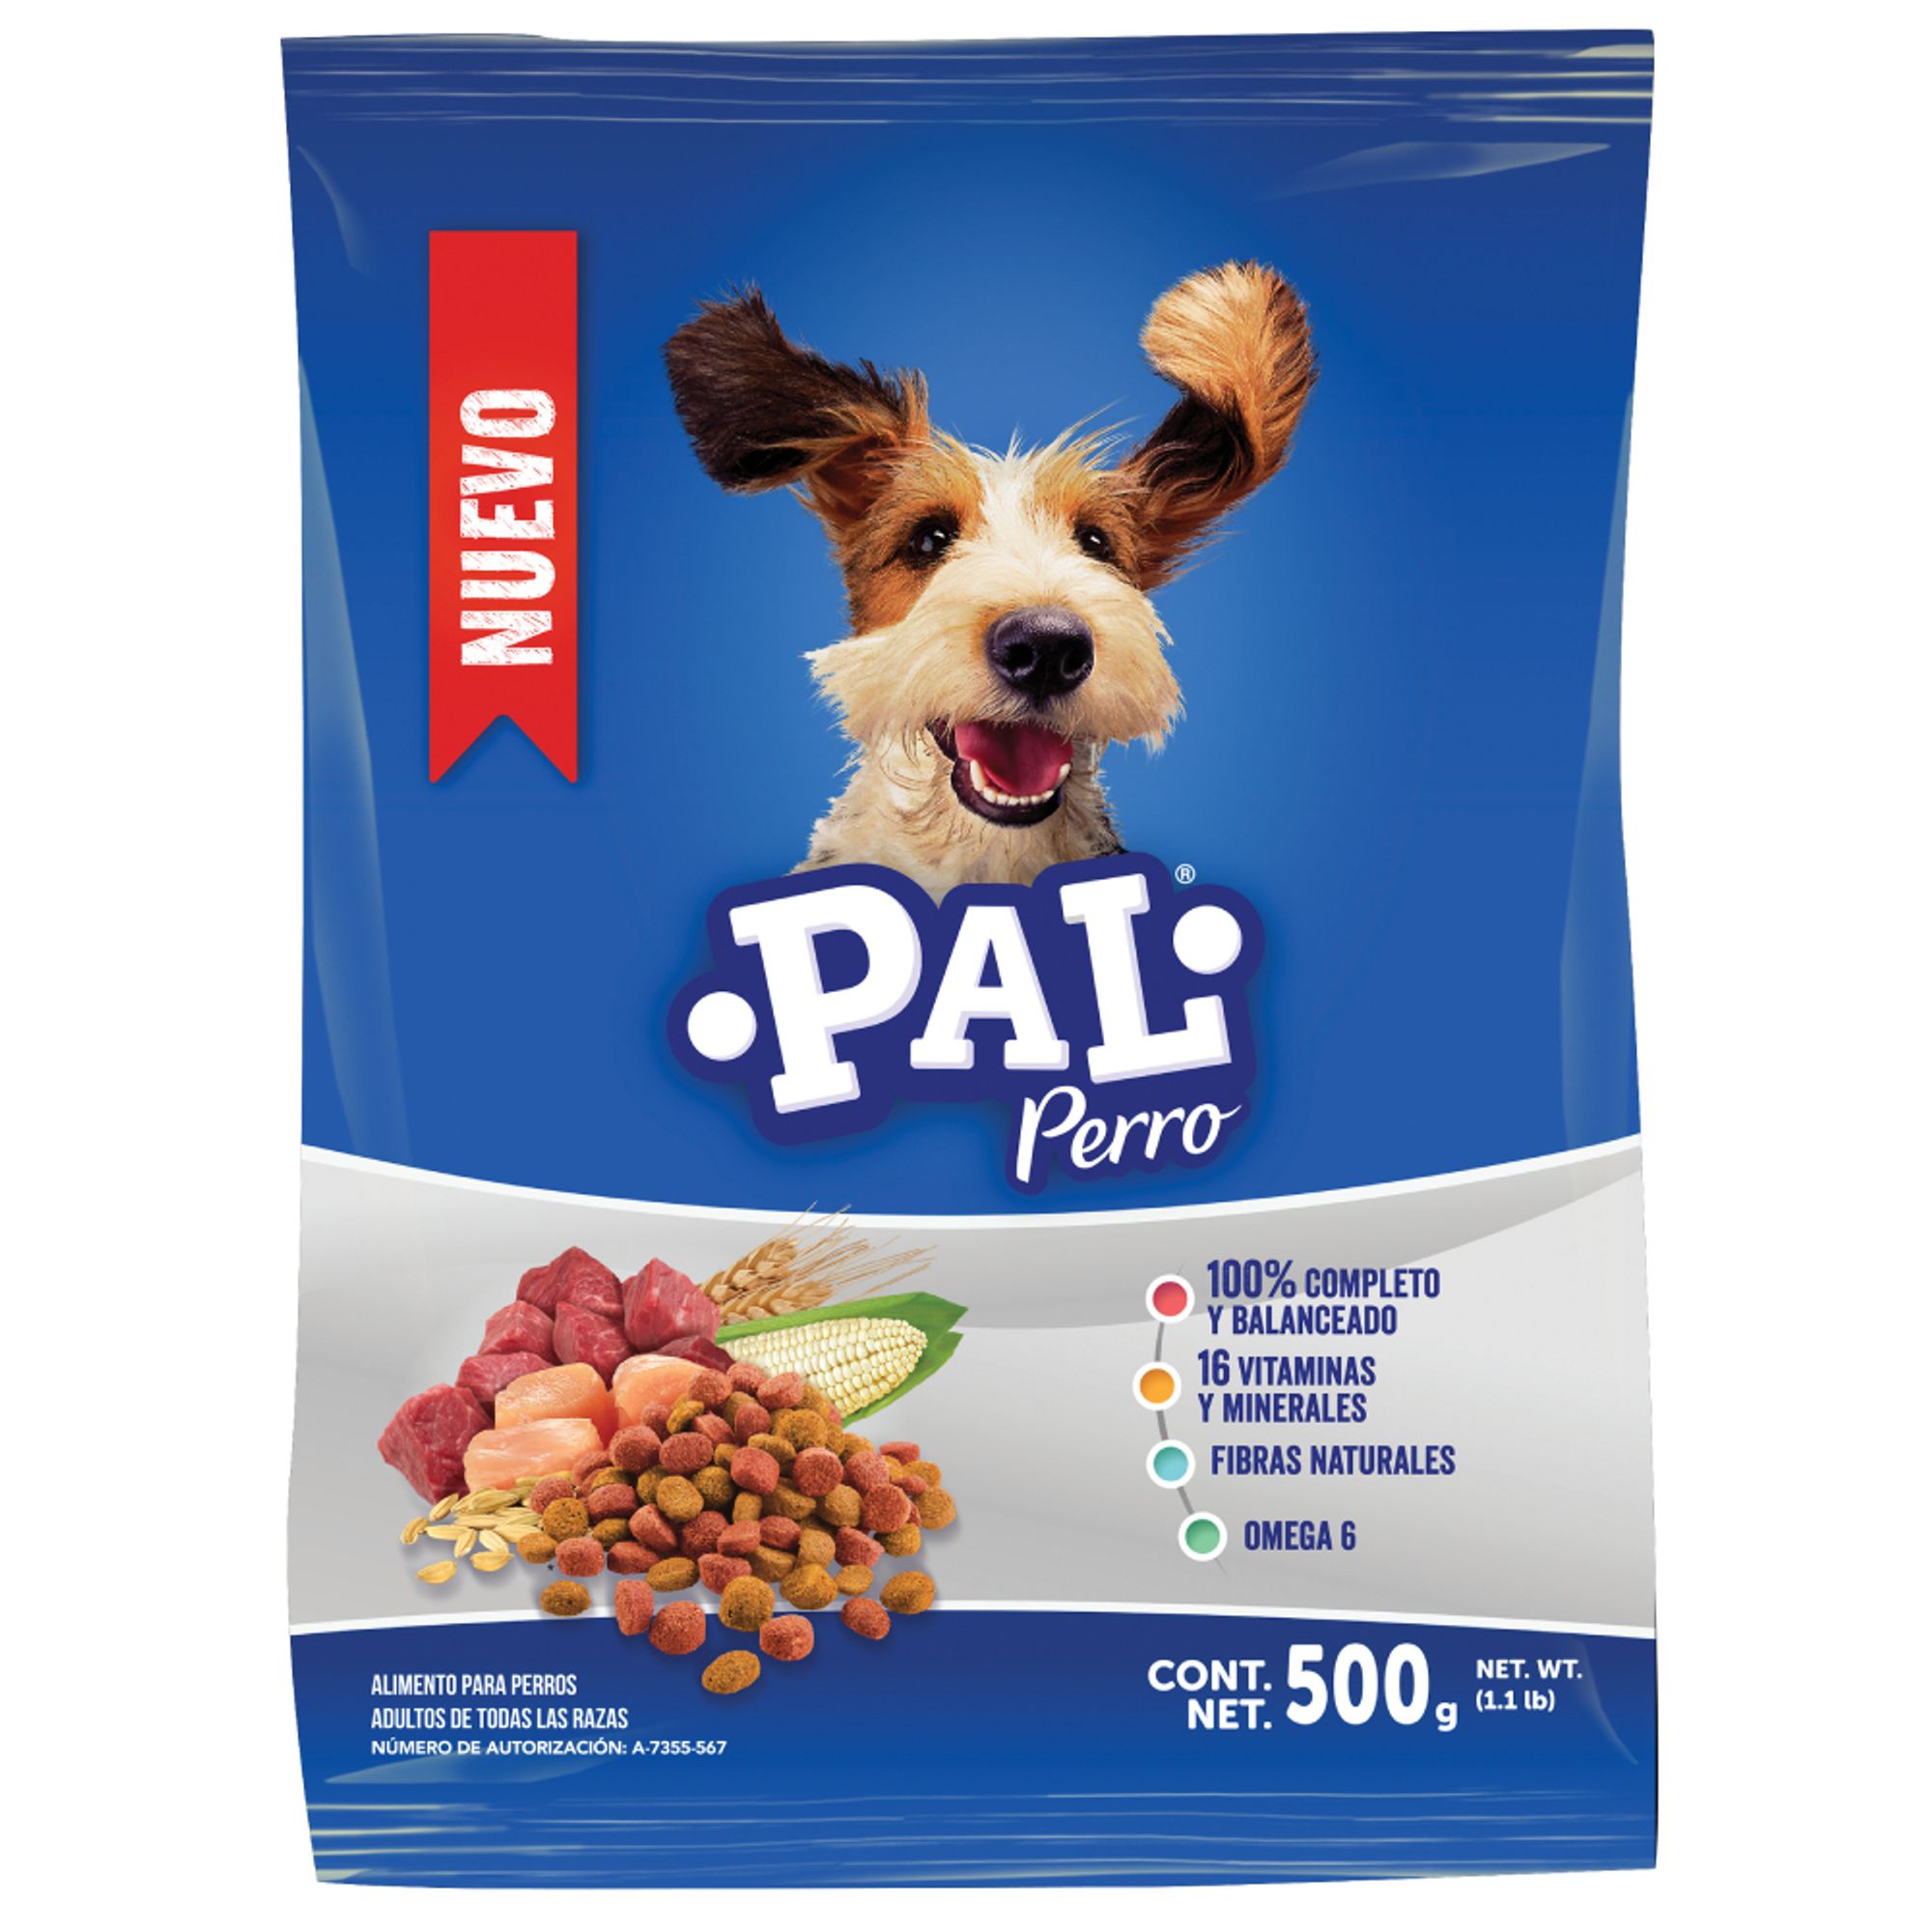 NUEVO
PAL®
Perro
100% COMPLETO
Y BALANCEADO
16 VITAMINAS
Y MINERALES
FIBRAS NATURALES
OMEGA 6
ALIMENTO PARA PERROS
ADULTOS DE TODAS LAS RAZAS
NÚMERO DE AUTORIZACIÓN: A-7355-567
CONT.
NET. 500g
NET. WT.
(1.1 lb)